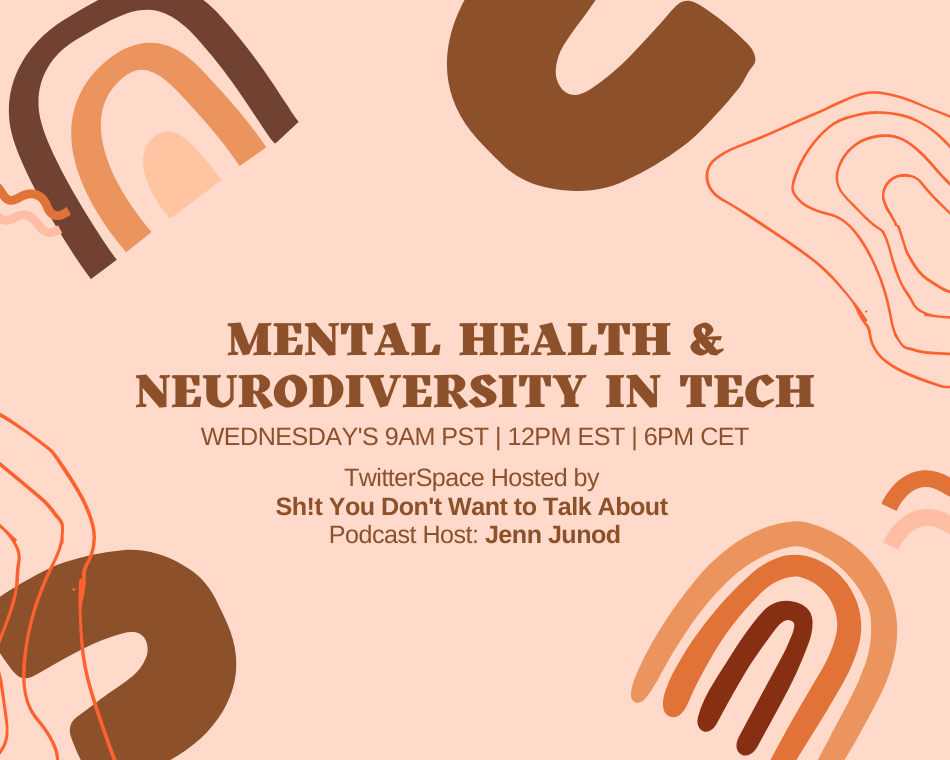 MENTAL HEALTH &
NEURODIVERSITY IN TECH
WEDNESDAY'S 9AM PST | 12PM EST | 6PM CET
TwitterSpace Hosted by
Sh!t You Don't Want to Talk About
Podcast Host: Jenn Junod